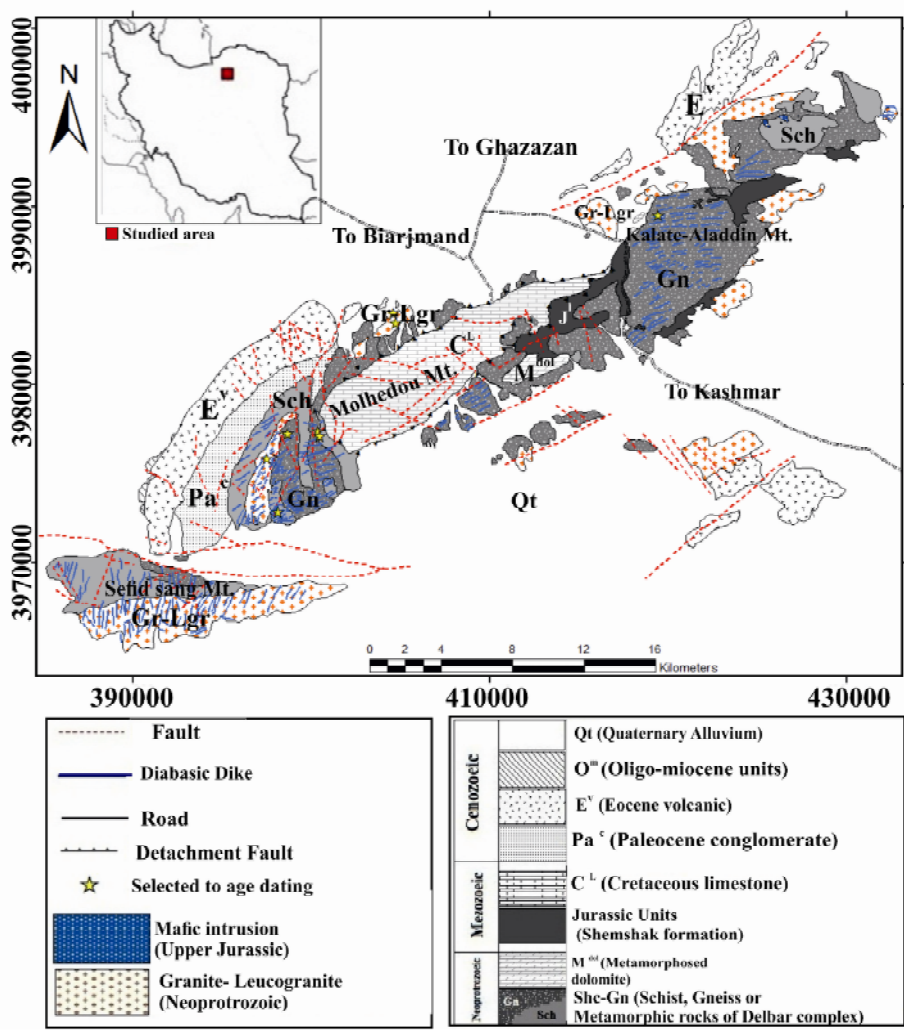 N
Studied area
4000000
3990000
3980000
3970000
E v
Sch
To Ghazazan
To Biarjmand
Gr-Lgr
Kalate-Aladdin Mt.
Gn
Gr-Lgr
J
C L
M dol
Molhedou Mt.
To Kashmar
E v
Sch
Pa c
Gn
Qt
Sefid sang Mt.
Gr-Lgr
0 2 4 8 12 16
Kilometers
390000 410000 430000
Fault
Diabasic Dike
Road
Detachment Fault
Selected to age dating
Mafic intrusion
(Upper Jurassic)
Granite- Leucogranite
(Neoprotrozoic)
Cenozoeic
Qt (Quaternary Alluvium)
O m (Oligo-miocene units)
E v (Eocene volcanic)
Pa c (Paleocene conglomerate)
Mezozoeic
C L (Cretaceous limestone)
Jurassic Units
(Shemshak formation)
Neoprotrozoeic
M dol (Metamorphosed
dolomite)
Gn
Sch
Shc-Gn (Schist, Gneiss or
Metamorphic rocks of Delbar complex)